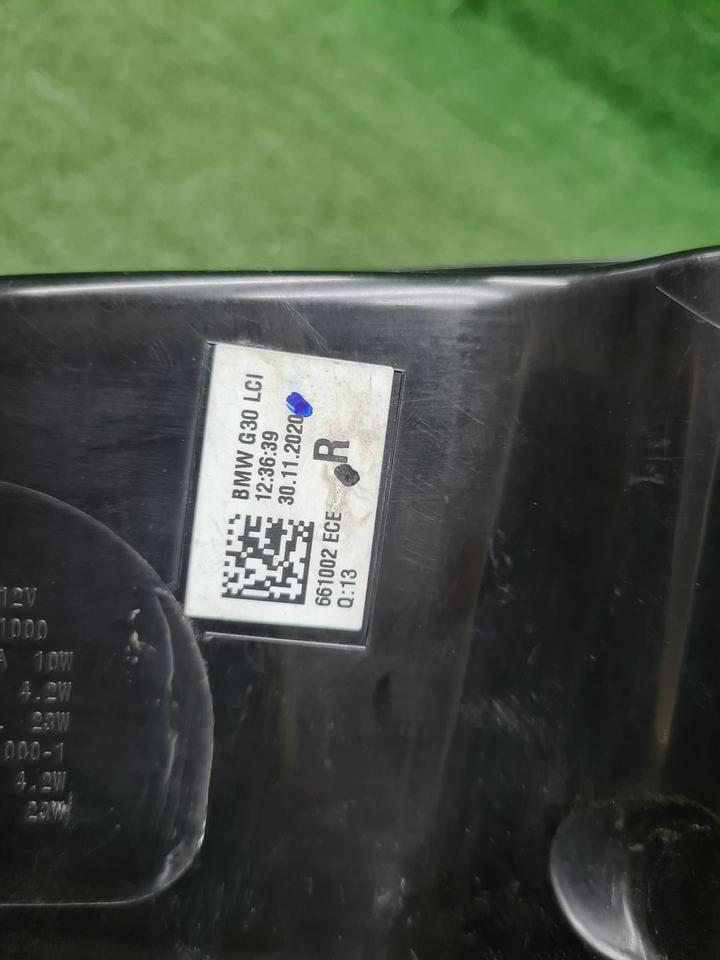 BMW G30 LCI
12:36:39
30.11.2020
661002 ECE
R
Q:13
12V
1000
A 10W
4.2W
23W
000-1
4.2W
23W